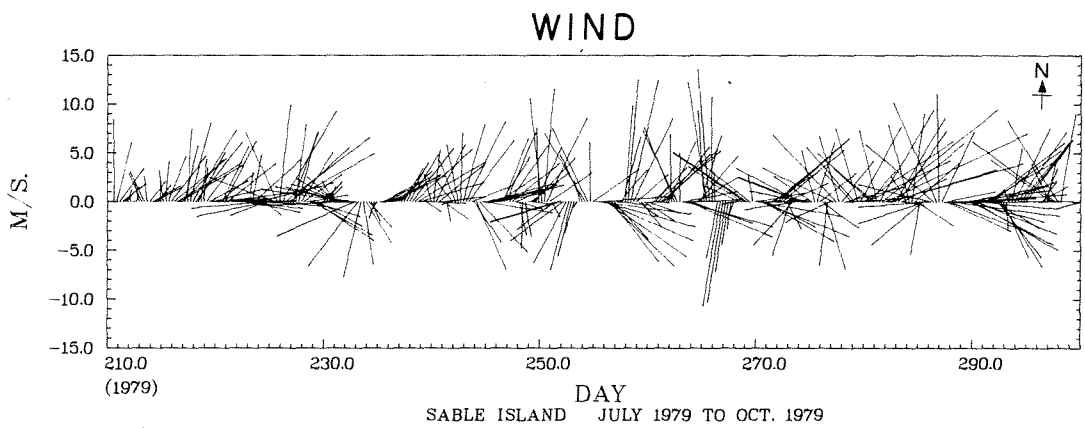 WIND
15.0
N
10.0
5.0
M/S.
0.0
-5.0
-10.0
-15.0
210.0 230.0 250.0 270.0 290.0
(1979)
DAY
SABLE ISLAND JULY 1979 TO OCT. 1979